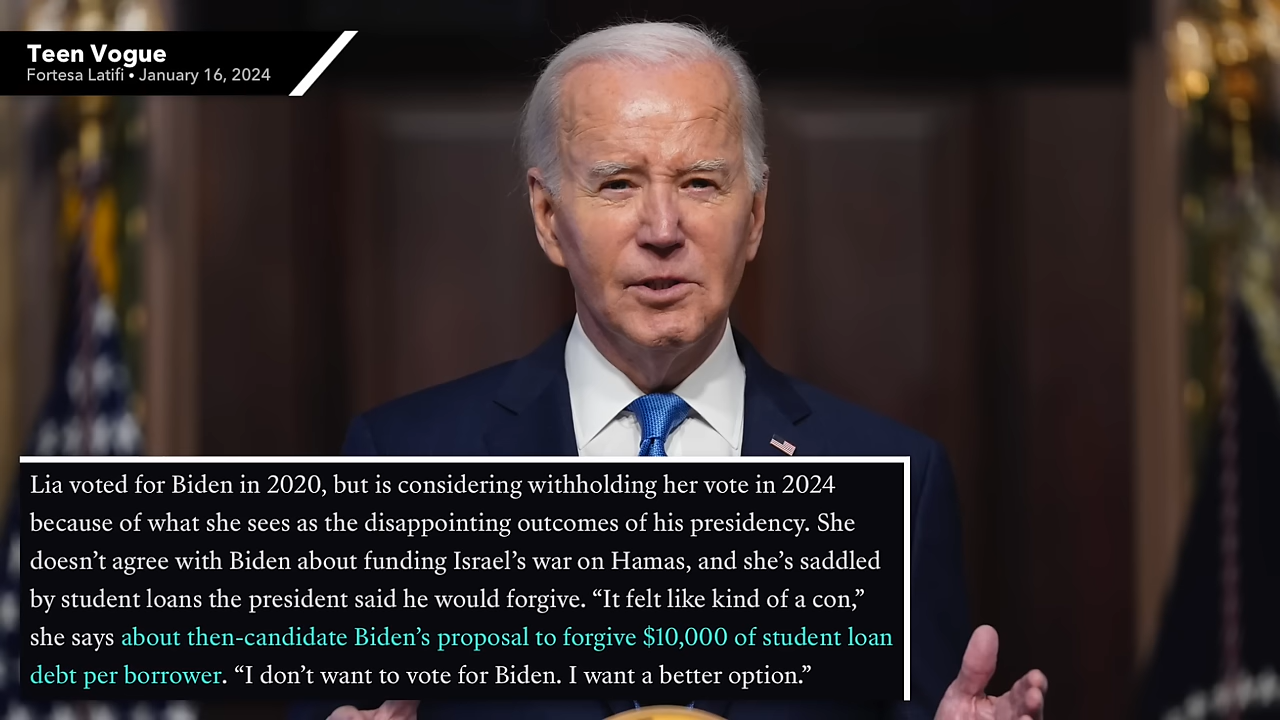 Teen Vogue
Fortesa Latifi • January 16, 2024
Lia voted for Biden in 2020, but is considering withholding her vote in 2024
because of what she sees as the disappointing outcomes of his presidency. She
doesn’t agree with Biden about funding Israel’s war on Hamas, and she’s saddled
by student loans the president said he would forgive. “It felt like kind of a con,”
she says about then-candidate Biden’s proposal to forgive $10,000 of student loan
debt per borrower. “I don’t want to vote for Biden. I want a better option.”